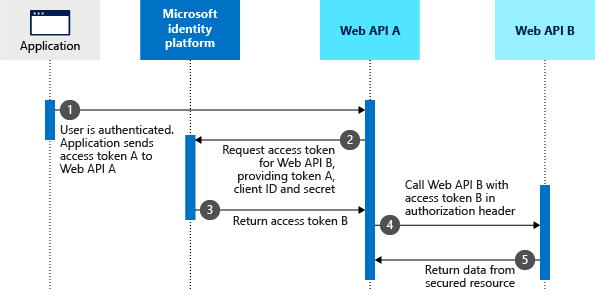 Application
Microsoft
identity
platform
Web API A
Web API B
1
User is authenticated.
Application sends
access token A to
Web API A
2
Request access token
for Web API B,
providing token A,
client ID and secret
3
Return access token B
4
Call Web API B with
access token B in
authorization header
5
Return data from
secured resource